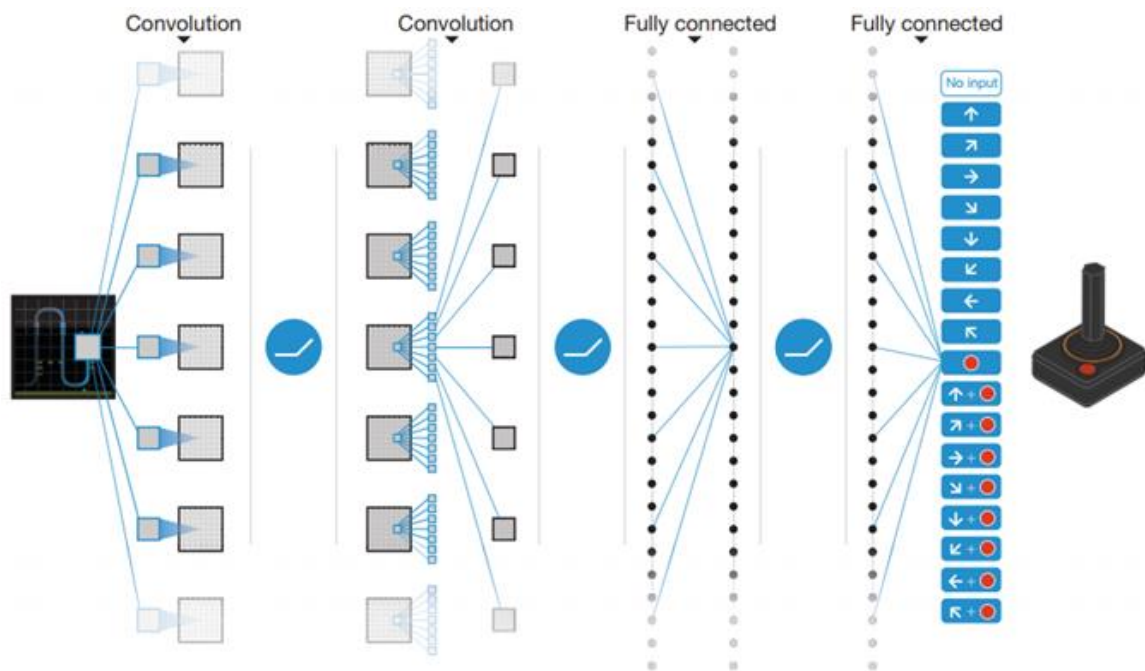 Convolution
Convolution
Fully connected
Fully connected
No input
+
+
+
+
+
+
+
+